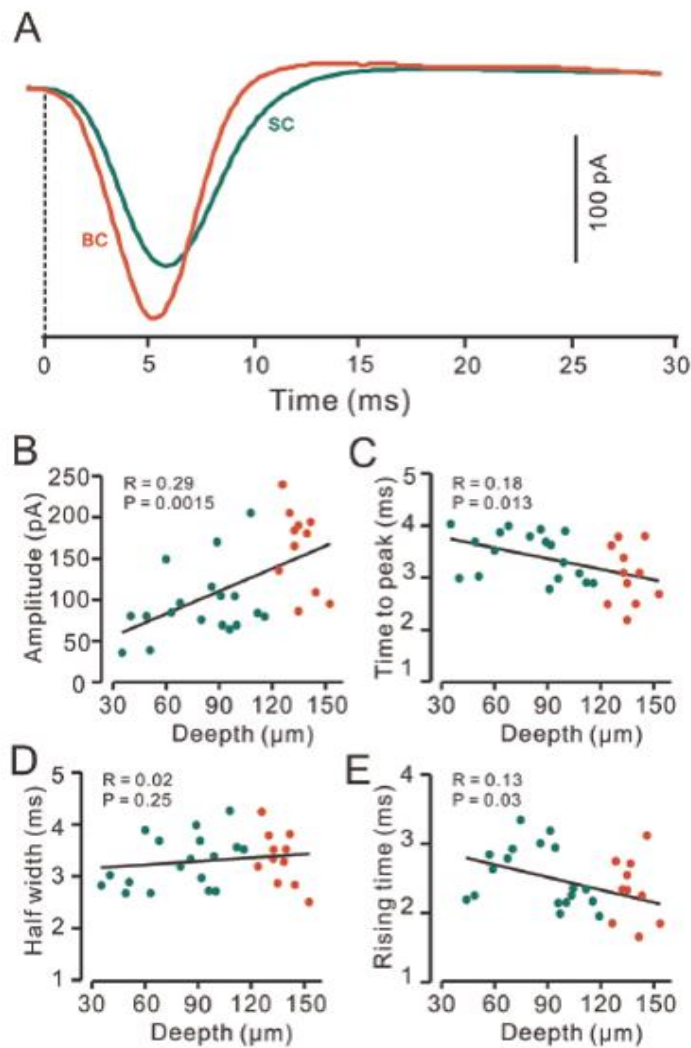 A
SC
BC
100 pA
0 5 10 15 20 25 30
Time (ms)
B
R = 0.29
P = 0.0015
Amplitude (pA)
250
200
150
100
50
0
30 60 90 120 150
Deepth (μm)
C
R = 0.18
P = 0.013
Time to peak (ms)
5
4
3
2
1
30 60 90 120 150
Deepth (μm)
D
R = 0.02
P = 0.25
Half width (ms)
5
4
3
2
1
30 60 90 120 150
Deepth (μm)
E
R = 0.13
P = 0.03
Rising time (ms)
4
3
2
1
30 60 90 120 150
Deepth (μm)